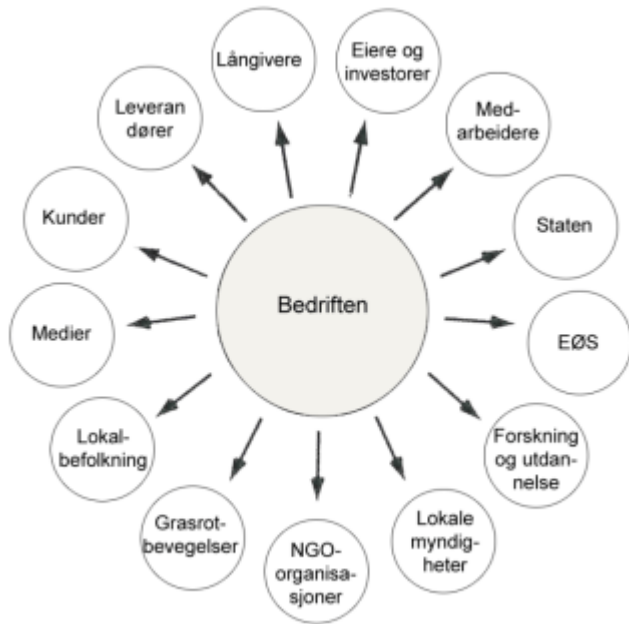 Långivere
Eiere og
investorer
Leveran
dører
Med-
arbeidere
Kunder
Staten
Bedriften
Medier
EØS
Lokal-
befolkning
Forskning
og utdan-
nelse
Grasrot-
bevegelser
NGO-
organisa-
sjoner
Lokale
myndig-
heter